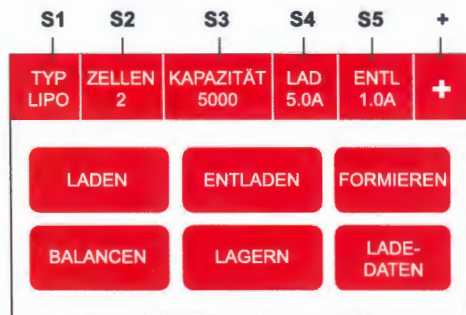 S1 S2 S3 S4 S5 +
TYP ZELLEN KAPAZITÄT LAD ENTL +
LIPO 2 5000 5.0A 1.0A
LADEN ENTLADEN FORMIEREN
BALANCEN LAGERN LADE-
DATEN